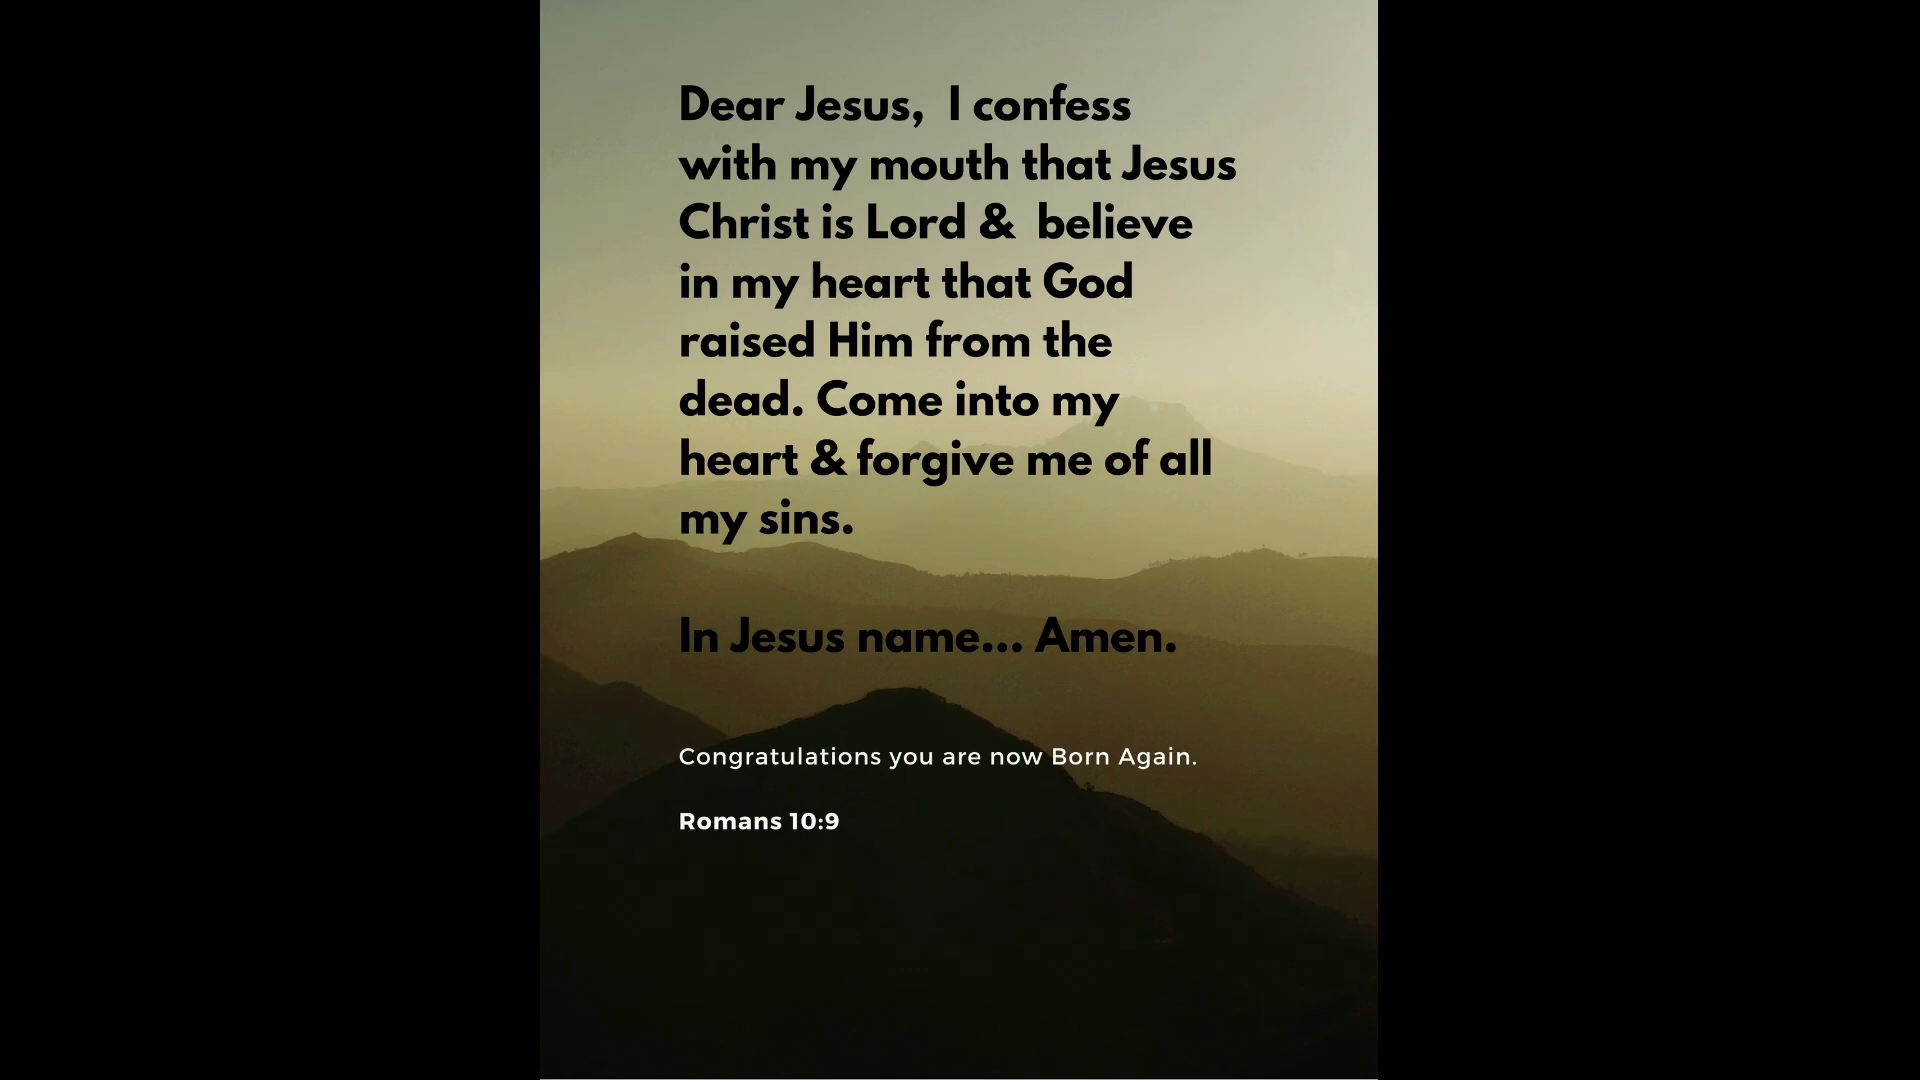 Dear Jesus,  I confess
with my mouth that Jesus
Christ is Lord &  believe
in my heart that God
raised Him from the
dead. Come into my
heart & forgive me of all
my sins.
In Jesus name... Amen.
Congratulations you are now Born Again.
Romans 10:9